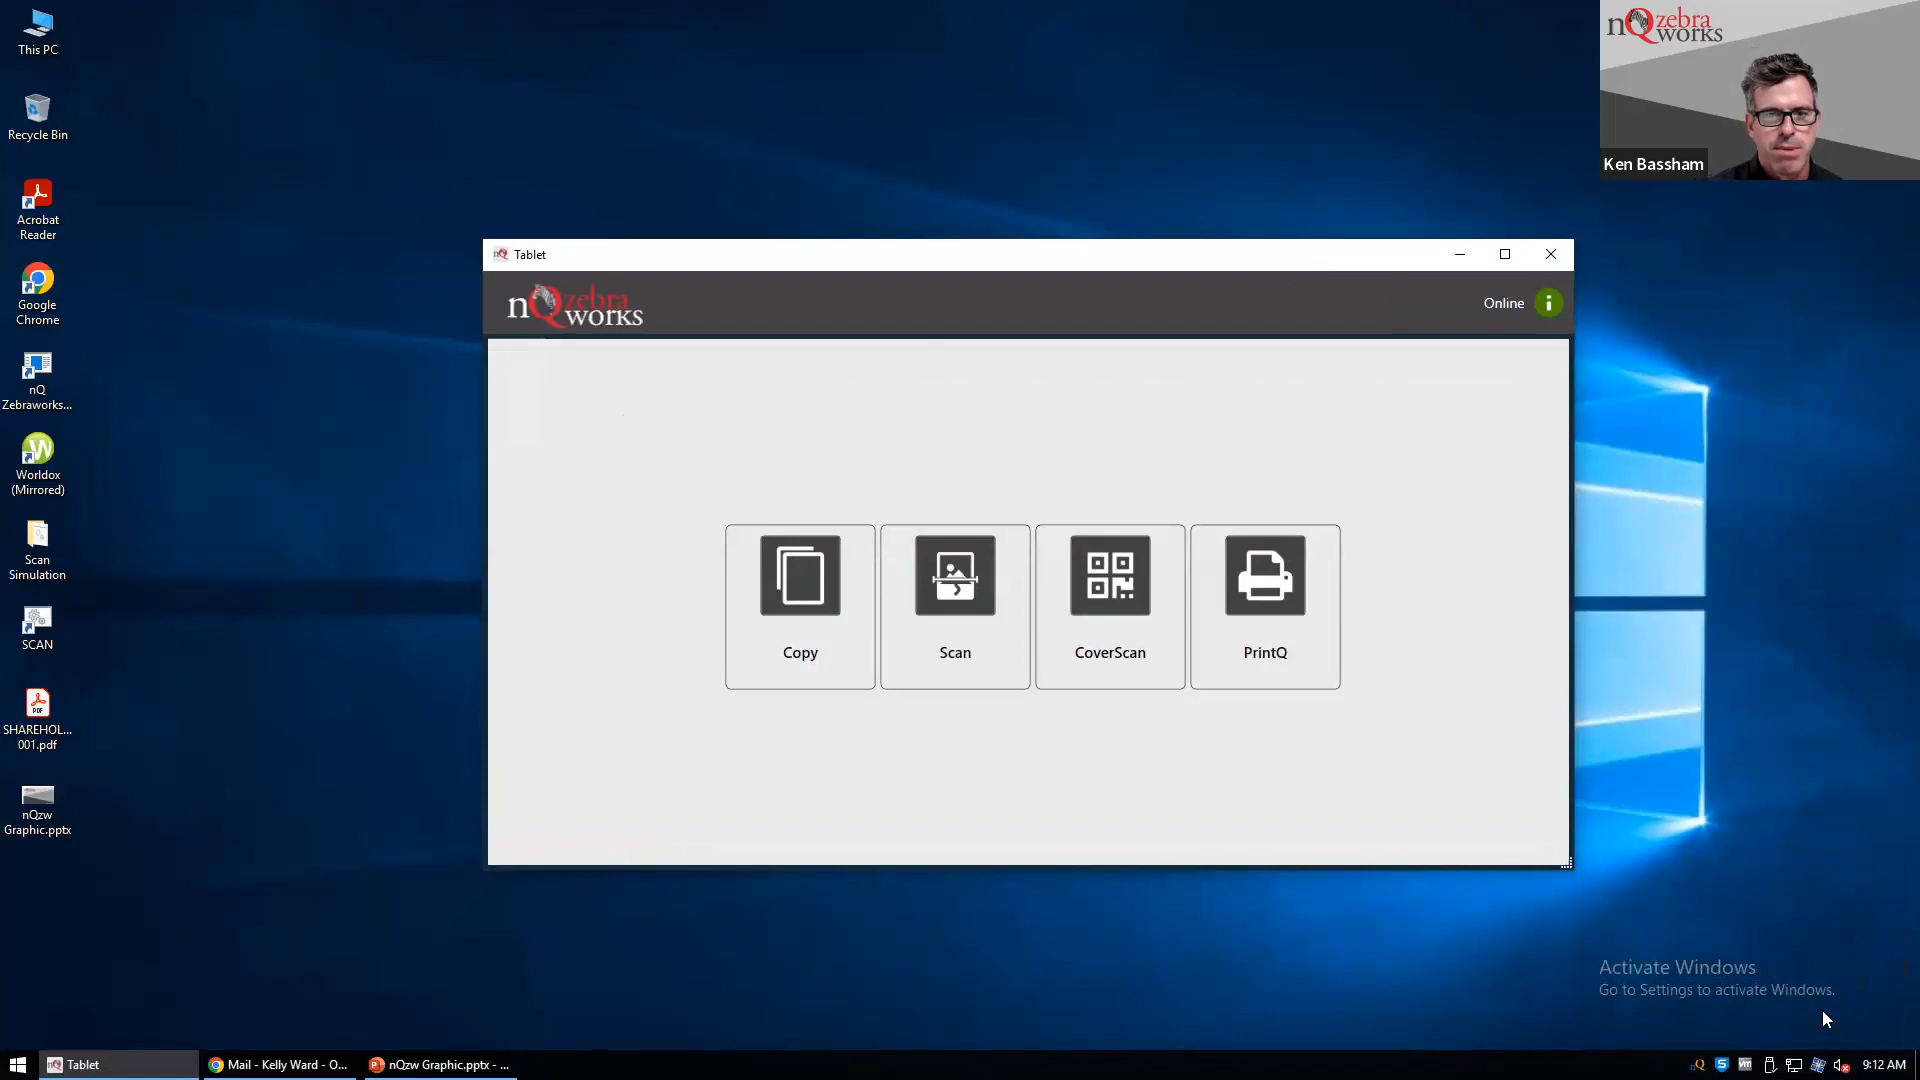 This PC
Recycle Bin
Acrobat
Reader
Google
Chrome
nQ
Zebraworks...
Worldox
(Mirrored)
Scan
Simulation
SCAN
SHAREHOL...
001.pdf
nQzw
Graphic.pptx
nQ zebra
works
Ken Bassham
Tablet
nQ zebra
works
Online
Copy
Scan
CoverScan
PrintQ
Activate Windows
Go to Settings to activate Windows.
Tablet
Mail - Kelly Ward - O...
nQzw Graphic.pptx - ...
9:12 AM